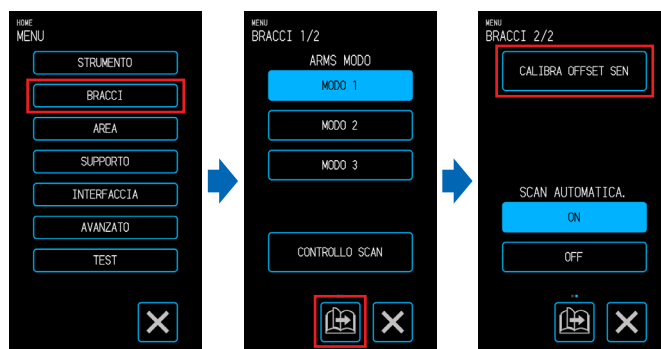 HOME
MENU
STRUMENTO
BRACCI
AREA
SUPPORTO
INTERFACCIA
AVANZATO
TEST
MENU
BRACCI 1/2
ARMS MODO
MODO 1
MODO 2
MODO 3
CONTROLLO SCAN
MENU
BRACCI 2/2
CALIBRA OFFSET SEN
SCAN AUTOMATICA.
ON
OFF